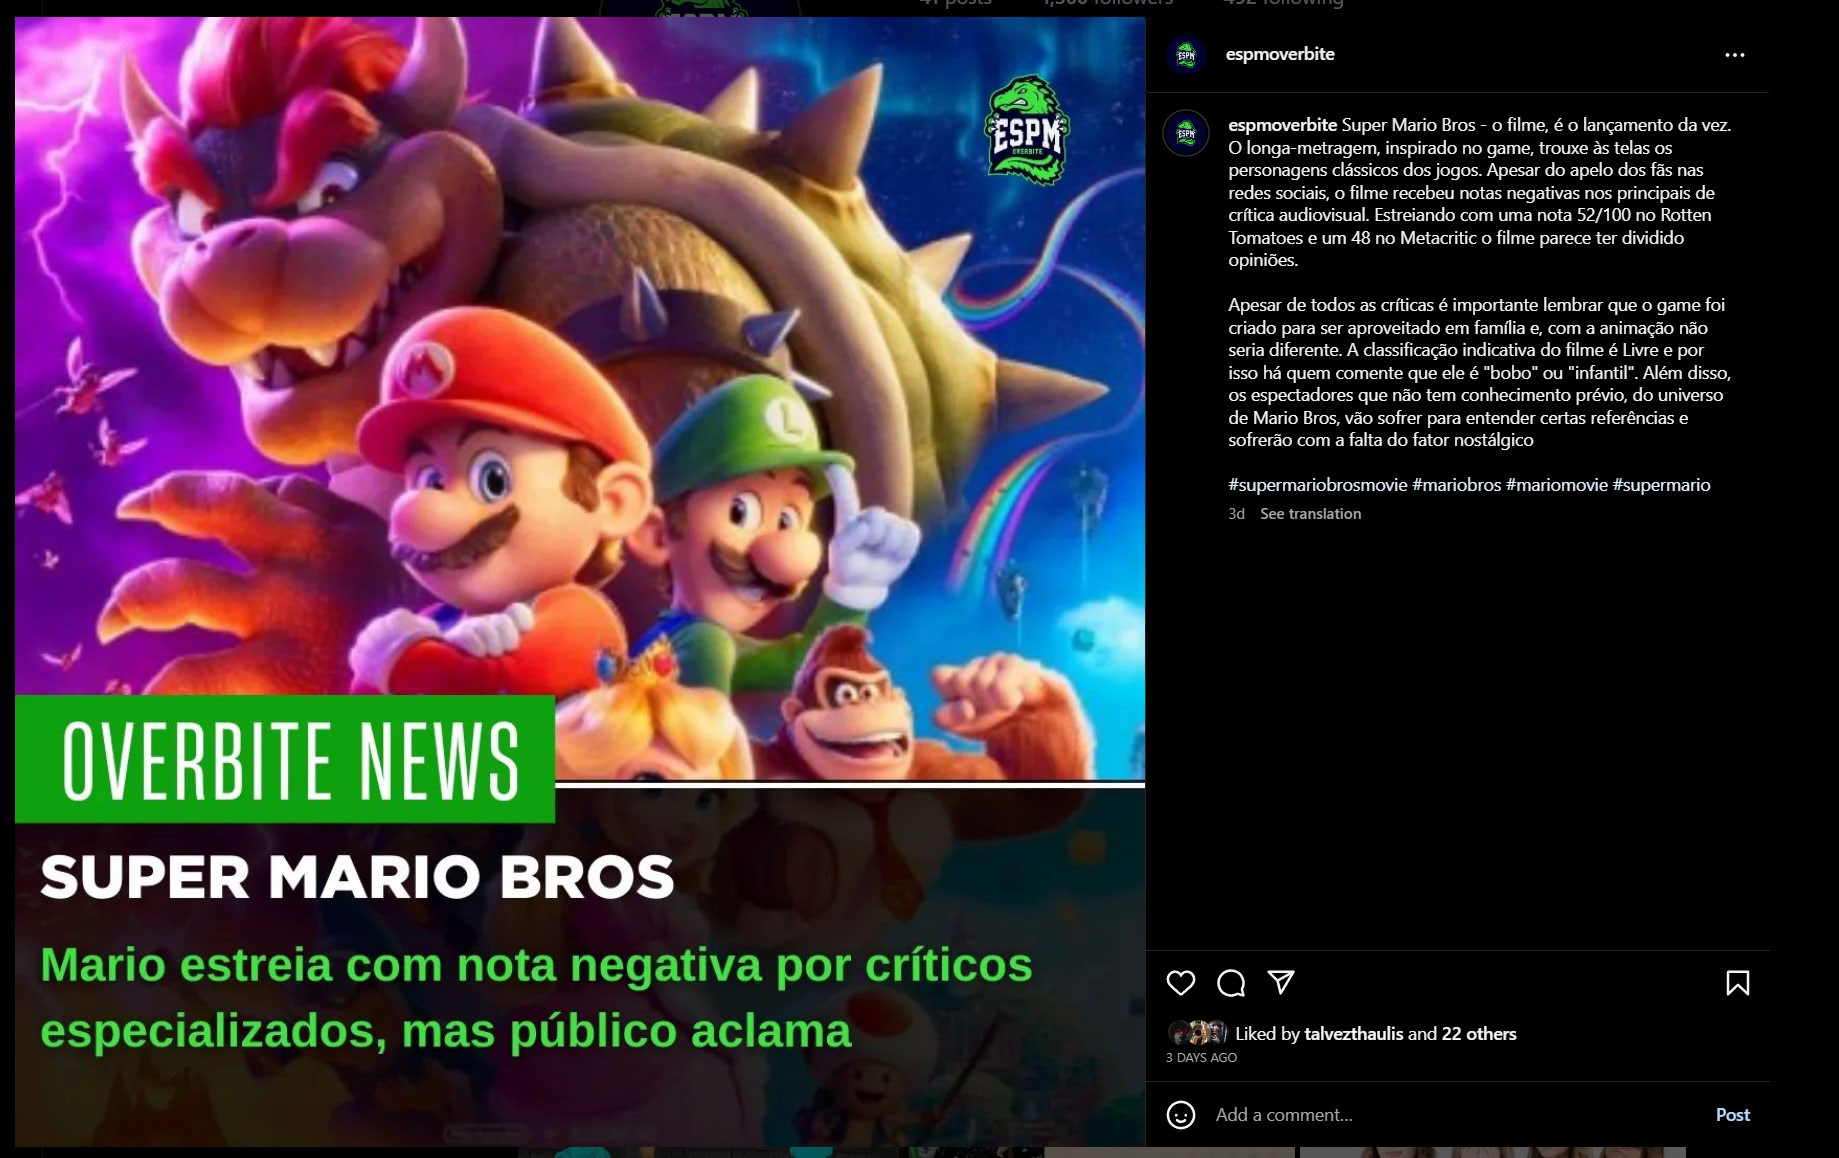 41 posts 1,500 followers 492 following
ESPM
OVERBITE
M
L
OVERBITE NEWS
SUPER MARIO BROS
Mario estreia com nota negativa por críticos
especializados, mas público aclama
espmoverbite
espmoverbite Super Mario Bros - o filme, é o lançamento da vez.
O longa-metragem, inspirado no game, trouxe às telas os
personagens clássicos dos jogos. Apesar do apelo dos fãs nas
redes sociais, o filme recebeu notas negativas nos principais de
crítica audiovisual. Estreiando com uma nota 52/100 no Rotten
Tomatoes e um 48 no Metacritic o filme parece ter dividido
opiniões.
Apesar de todos as críticas é importante lembrar que o game foi
criado para ser aproveitado em família e, com a animação não
seria diferente. A classificação indicativa do filme é Livre e por
isso há quem comente que ele é "bobo" ou "infantil". Além disso,
os espectadores que não tem conhecimento prévio, do universo
de Mario Bros, vão sofrer para entender certas referências e
sofrerão com a falta do fator nostálgico
#supermariobrosmovie #mariobros #mariomovie #supermario
3d See translation
Liked by talvezthaulis and 22 others
3 DAYS AGO
Add a comment...
Post